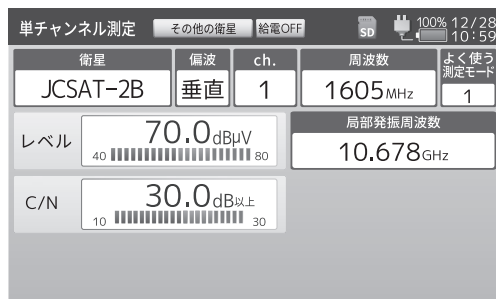 単チャンネル測定 その他の衛星 給電OFF SD 100% 12/28
10:59
衛星 偏波 ch. 周波数 よく使う
測定モード
JCSAT-2B 垂直 1 1605MHz 1
レベル 70.0dBμV
40 80
局部発振周波数
10.678GHz
C/N 30.0dB以上
10 30